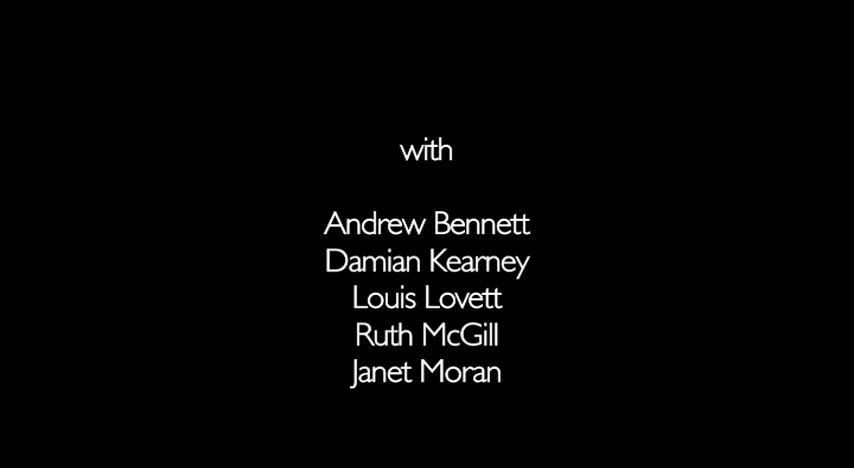 with
Andrew Bennett
Damian Kearney
Louis Lovett
Ruth McGill
Janet Moran